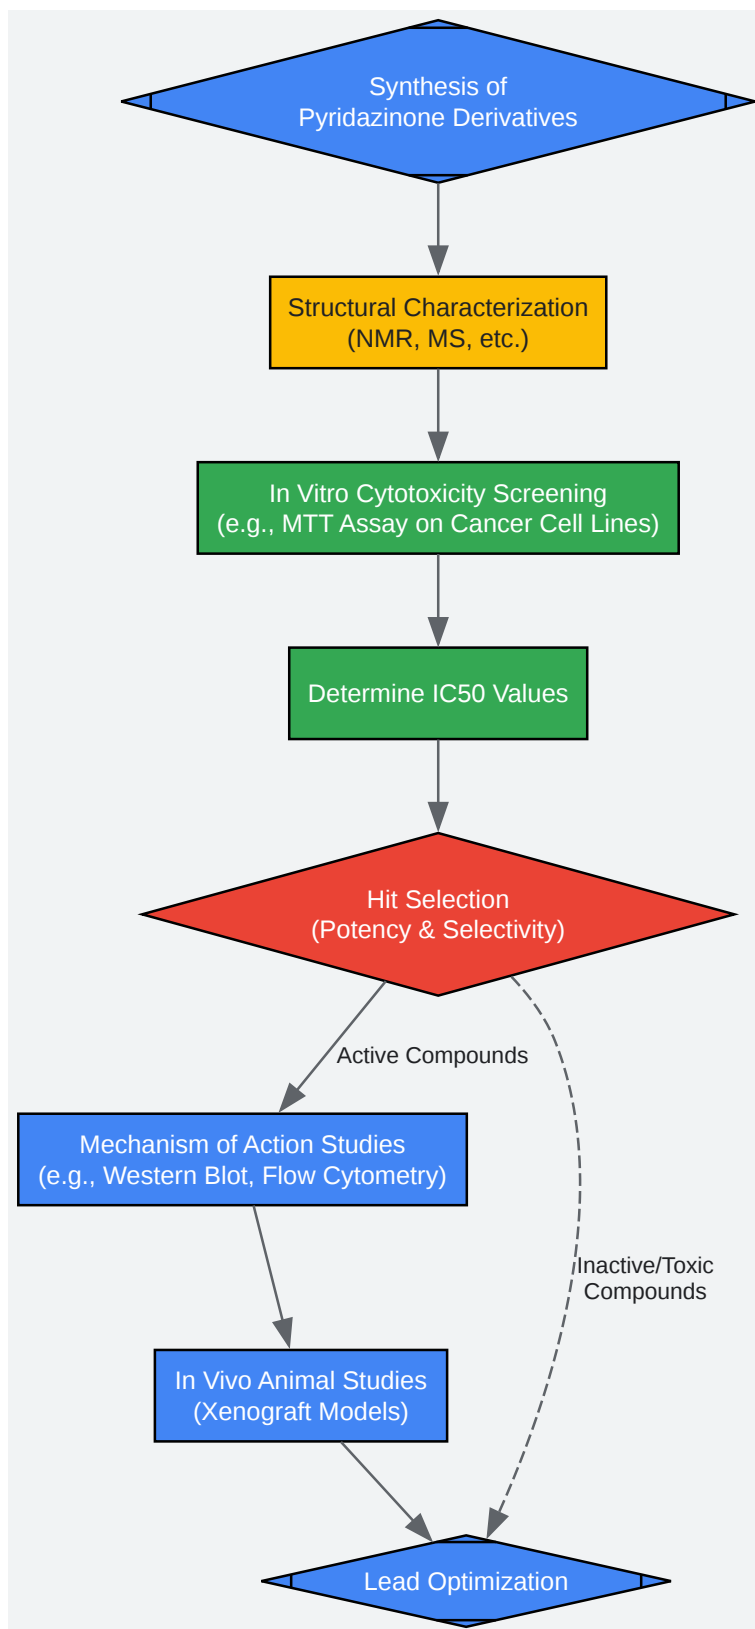 Synthesis of
Pyridazinone Derivatives
Structural Characterization
(NMR, MS, etc.)
In Vitro Cytotoxicity Screening
(e.g., MTT Assay on Cancer Cell Lines)
Determine IC50 Values
Hit Selection
(Potency & Selectivity)
Active Compounds
Mechanism of Action Studies
(e.g., Western Blot, Flow Cytometry)
Inactive/Toxic
Compounds
In Vivo Animal Studies
(Xenograft Models)
Lead Optimization